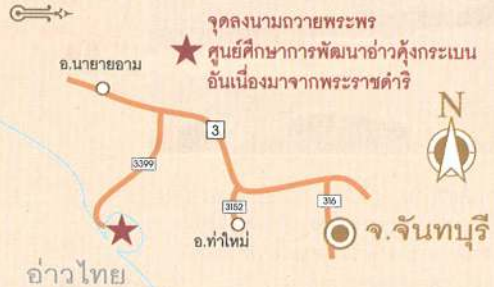 จุดลงนามถวายพระพร
ศูนย์ศึกษาการพัฒนาอ่าวคุ้งกระเบน
อันเนื่องมาจากพระราชดำริ
อ.นายายอาม
N
3
3399
3152
316
อ.ท่าใหม่
จ.จันทบุรี
อ่าวไทย